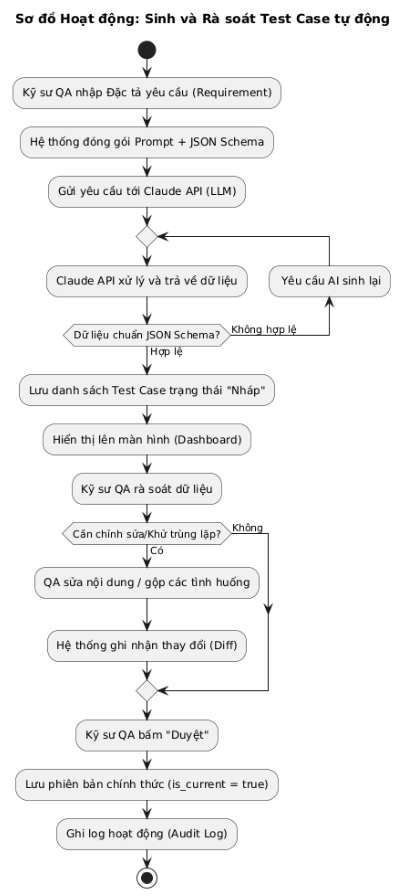 Sơ đồ Hoạt động: Sinh và Rà soát Test Case tự động
Kỹ sư QA nhập Đặc tả yêu cầu (Requirement)
Hệ thống đóng gói Prompt + JSON Schema
Gửi yêu cầu tới Claude API (LLM)
Claude API xử lý và trả về dữ liệu
Yêu cầu AI sinh lại
Dữ liệu chuẩn JSON Schema?
Không hợp lệ
Hợp lệ
Lưu danh sách Test Case trạng thái "Nháp"
Hiển thị lên màn hình (Dashboard)
Kỹ sư QA rà soát dữ liệu
Cần chỉnh sửa/Khử trùng lặp?
Không
Có
QA sửa nội dung / gộp các tình huống
Hệ thống ghi nhận thay đổi (Diff)
Kỹ sư QA bấm "Duyệt"
Lưu phiên bản chính thức (is_current = true)
Ghi log hoạt động (Audit Log)